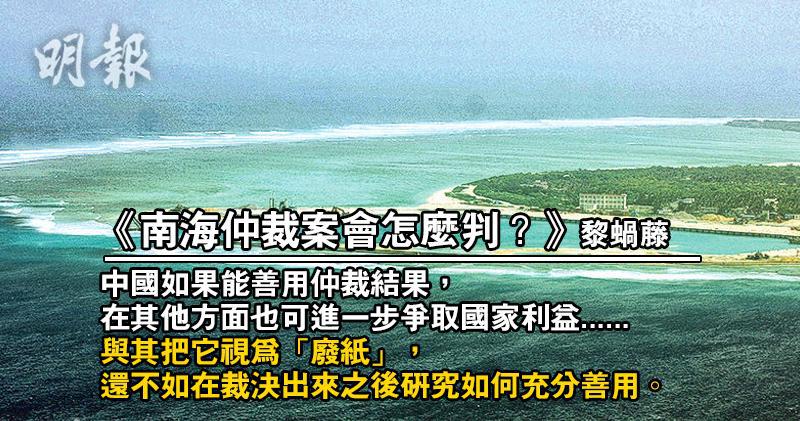 明報
《南海仲裁案會怎麼判？》黎蝸藤
中國如果能善用仲裁結果，
在其他方面也可進一步爭取國家利益......
與其把它視為「廢紙」，
還不如在裁決出來之後研究如何充分善用。